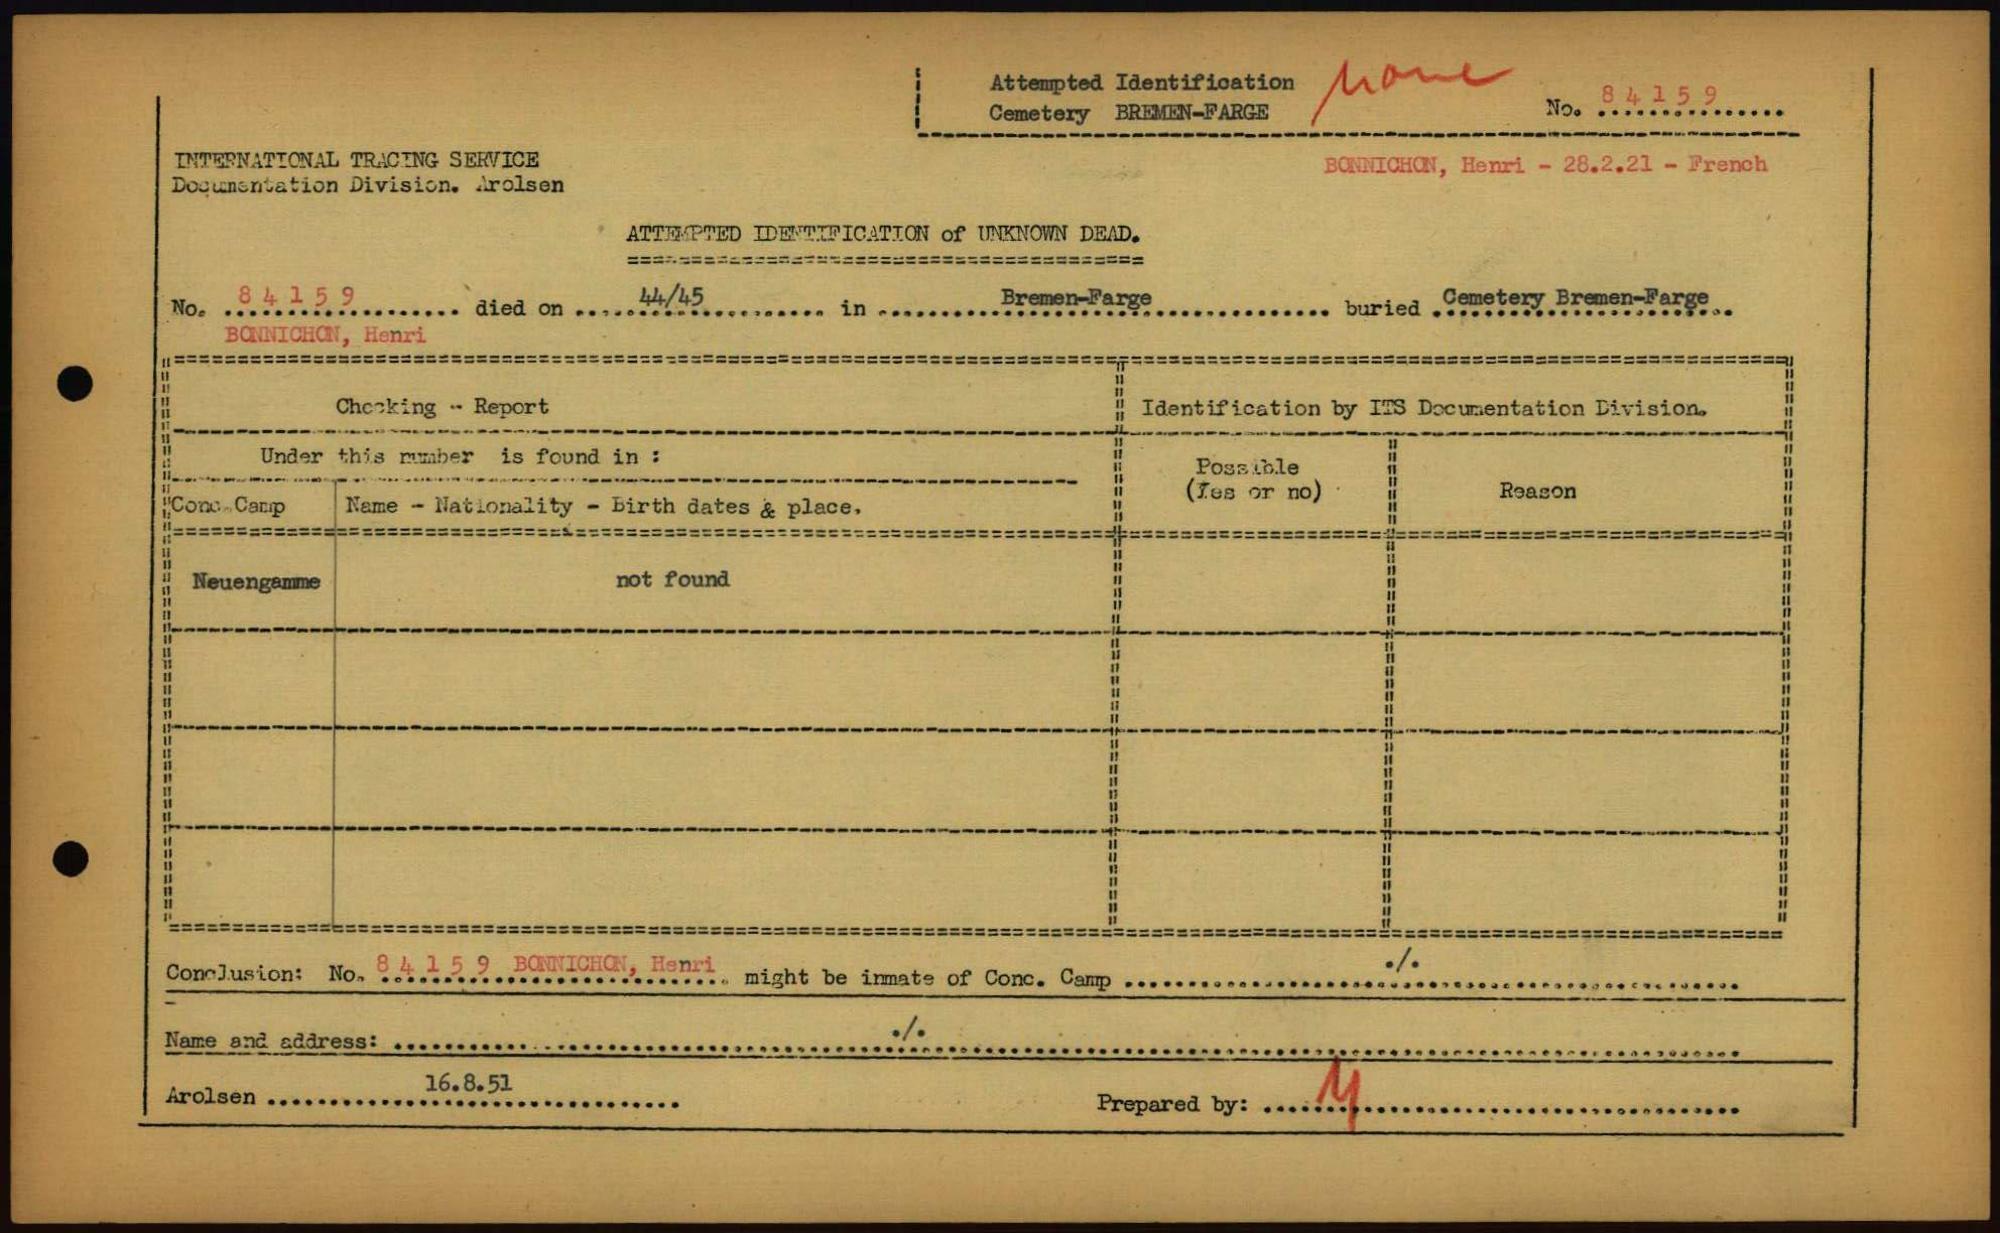 Attempted Identification
Cemetery BREMEN-FARGE
No. 84159
BONNICHON, Henri - 28.2.21 - French
INTERNATIONAL TRACING SERVICE
Documentation Division. Arolsen
ATTEMPTED IDENTIFICATION of UNKNOWN DEAD.
No. 84159 died on 44/45 in Bremen-Farge buried Cemetery Bremen-Farge
BONNICHON, Henri
Checking - Report
Identification by ITS Documentation Division.
Under this number is found in :
Possible
(Yes or no)
Reason
Conc. Camp
Name - Nationality - Birth dates & place.
Neuengamme
not found
Conclusion: No. 84159 BONNICHON, Henri might be inmate of Conc. Camp ./.
Name and address: ./.
Arolsen 16.8.51
Prepared by: